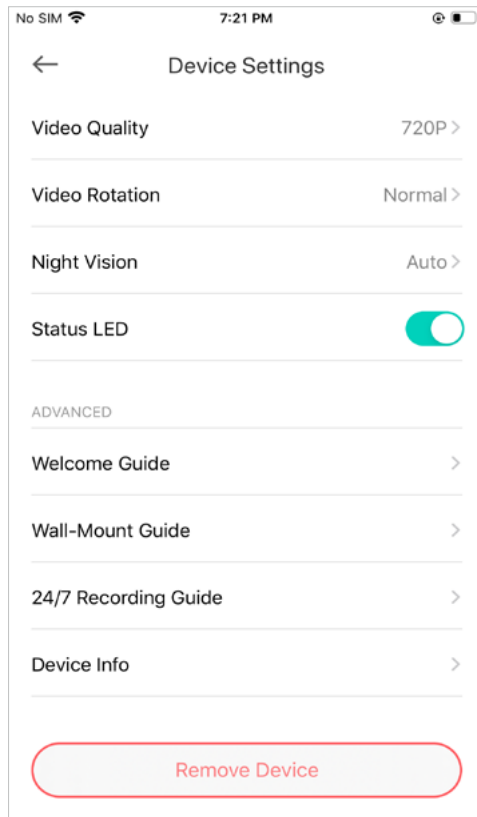 No SIM 7:21 PM
Device Settings
Video Quality 720P
Video Rotation Normal
Night Vision Auto
Status LED
ADVANCED
Welcome Guide
Wall-Mount Guide
24/7 Recording Guide
Device Info
Remove Device